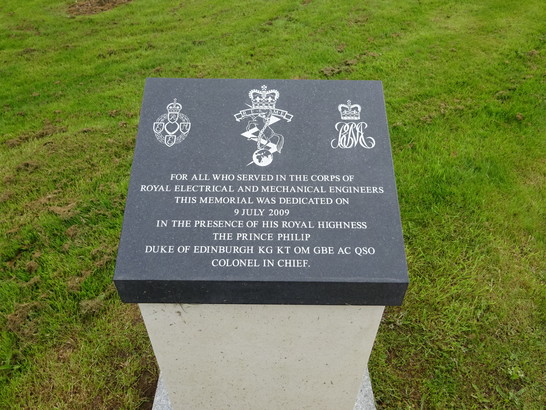 R·E·M·E
FOR ALL WHO SERVED IN THE CORPS OF
ROYAL ELECTRICAL AND MECHANICAL ENGINEERS
THIS MEMORIAL WAS DEDICATED ON
9 JULY 2009
IN THE PRESENCE OF HIS ROYAL HIGHNESS
THE PRINCE PHILIP
DUKE OF EDINBURGH KG KT OM GBE AC QSO
COLONEL IN CHIEF.